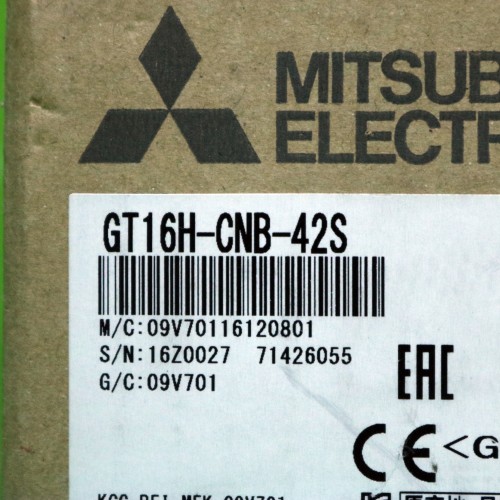 MITSUB
ELECTR
GT16H-CNB-42S
M/C:09V70116120801
S/N:16Z0027 71426055
G/C:09V701
EAC
CE <G